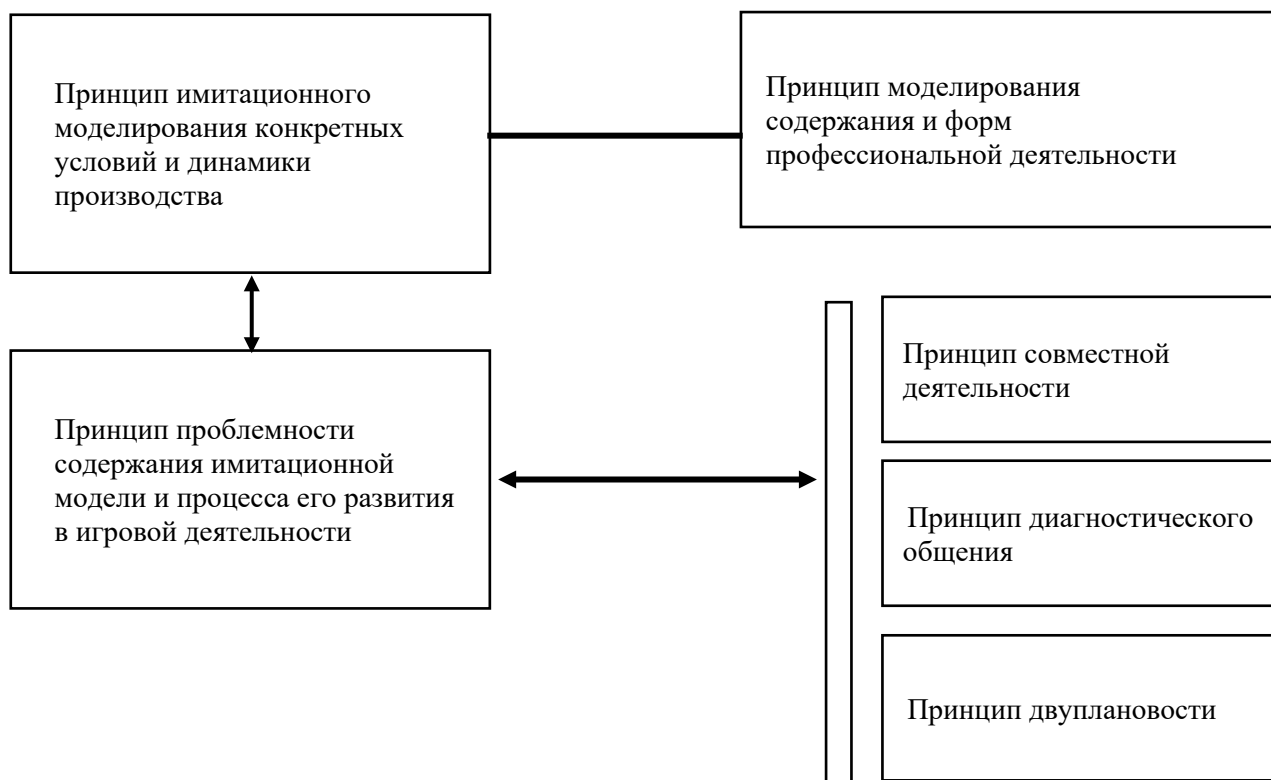 Принцип имитационного
моделирования конкретных
условий и динамики
производства
Принцип моделирования
содержания и форм
профессиональной деятельности
Принцип проблемности
содержания имитационной
модели и процесса его развития
в игровой деятельности
Принцип совместной
деятельности
Принцип диагностического
общения
Принцип двуплановости